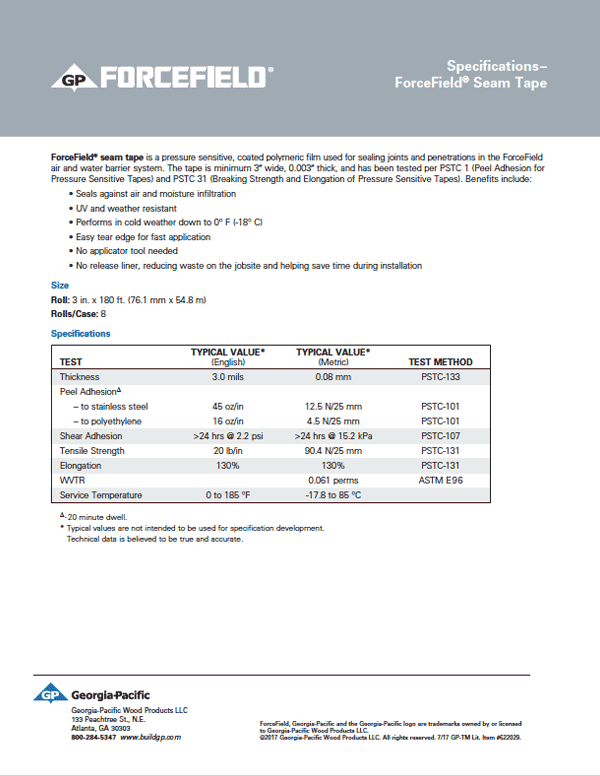 GP FORCEFIELD®
Specifications–
ForceField® Seam Tape
ForceField® seam tape is a pressure sensitive, coated polymeric film used for sealing joints and penetrations in the ForceField
air and water barrier system. The tape is minimum 3" wide, 0.003" thick, and has been tested per PSTC 1 (Peel Adhesion for
Pressure Sensitive Tapes) and PSTC 31 (Breaking Strength and Elongation of Pressure Sensitive Tapes). Benefits include:
• Seals against air and moisture infiltration
• UV and weather resistant
• Performs in cold weather down to 0º F (-18º C)
• Easy tear edge for fast application
• No applicator tool needed
• No release liner, reducing waste on the jobsite and helping save time during installation
Size
Roll: 3 in. x 180 ft. (76.1 mm x 54.8 m)
Rolls/Case: 8
Specifications
TYPICAL VALUE* TYPICAL VALUE*
TEST (English) (Metric) TEST METHOD
Thickness 3.0 mils 0.08 mm PSTC-133
Peel AdhesionΔ
– to stainless steel 45 oz/in 12.5 N/25 mm PSTC-101
– to polyethylene 16 oz/in 4.5 N/25 mm PSTC-101
Shear Adhesion >24 hrs @ 2.2 psi >24 hrs @ 15.2 kPa PSTC-107
Tensile Strength 20 lb/in 90.4 N/25 mm PSTC-131
Elongation 130% 130% PSTC-131
WVTR 0.061 perms ASTM E96
Service Temperature 0 to 185 ºF -17.8 to 85 ºC
Δ-20 minute dwell.
* Typical values are not intended to be used for specification development.
Technical data is believed to be true and accurate.
GP Georgia-Pacific
Georgia-Pacific Wood Products LLC
133 Peachtree St., N.E.
Atlanta, GA 30303
800-284-5347 www.buildgp.com
ForceField, Georgia-Pacific and the Georgia-Pacific logo are trademarks owned by or licensed
to Georgia-Pacific Wood Products LLC.
©2017 Georgia-Pacific Wood Products LLC. All rights reserved. 7/17 GP-TM Lit. Item #622029.